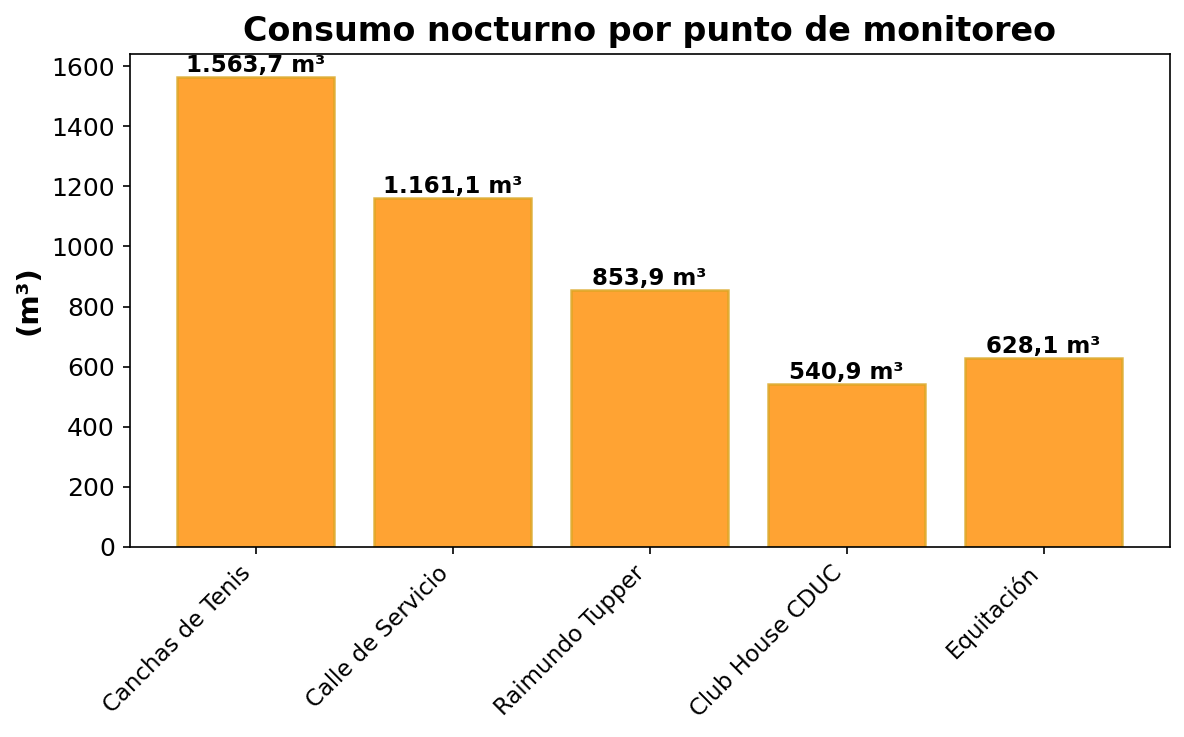 Consumo nocturno por punto de monitoreo
(m³)
1600
1400
1200
1000
800
600
400
200
0
1.563,7 m³
1.161,1 m³
853,9 m³
540,9 m³
628,1 m³
Canchas de Tenis
Calle de Servicio
Raimundo Tupper
Club House CDUC
Equitación